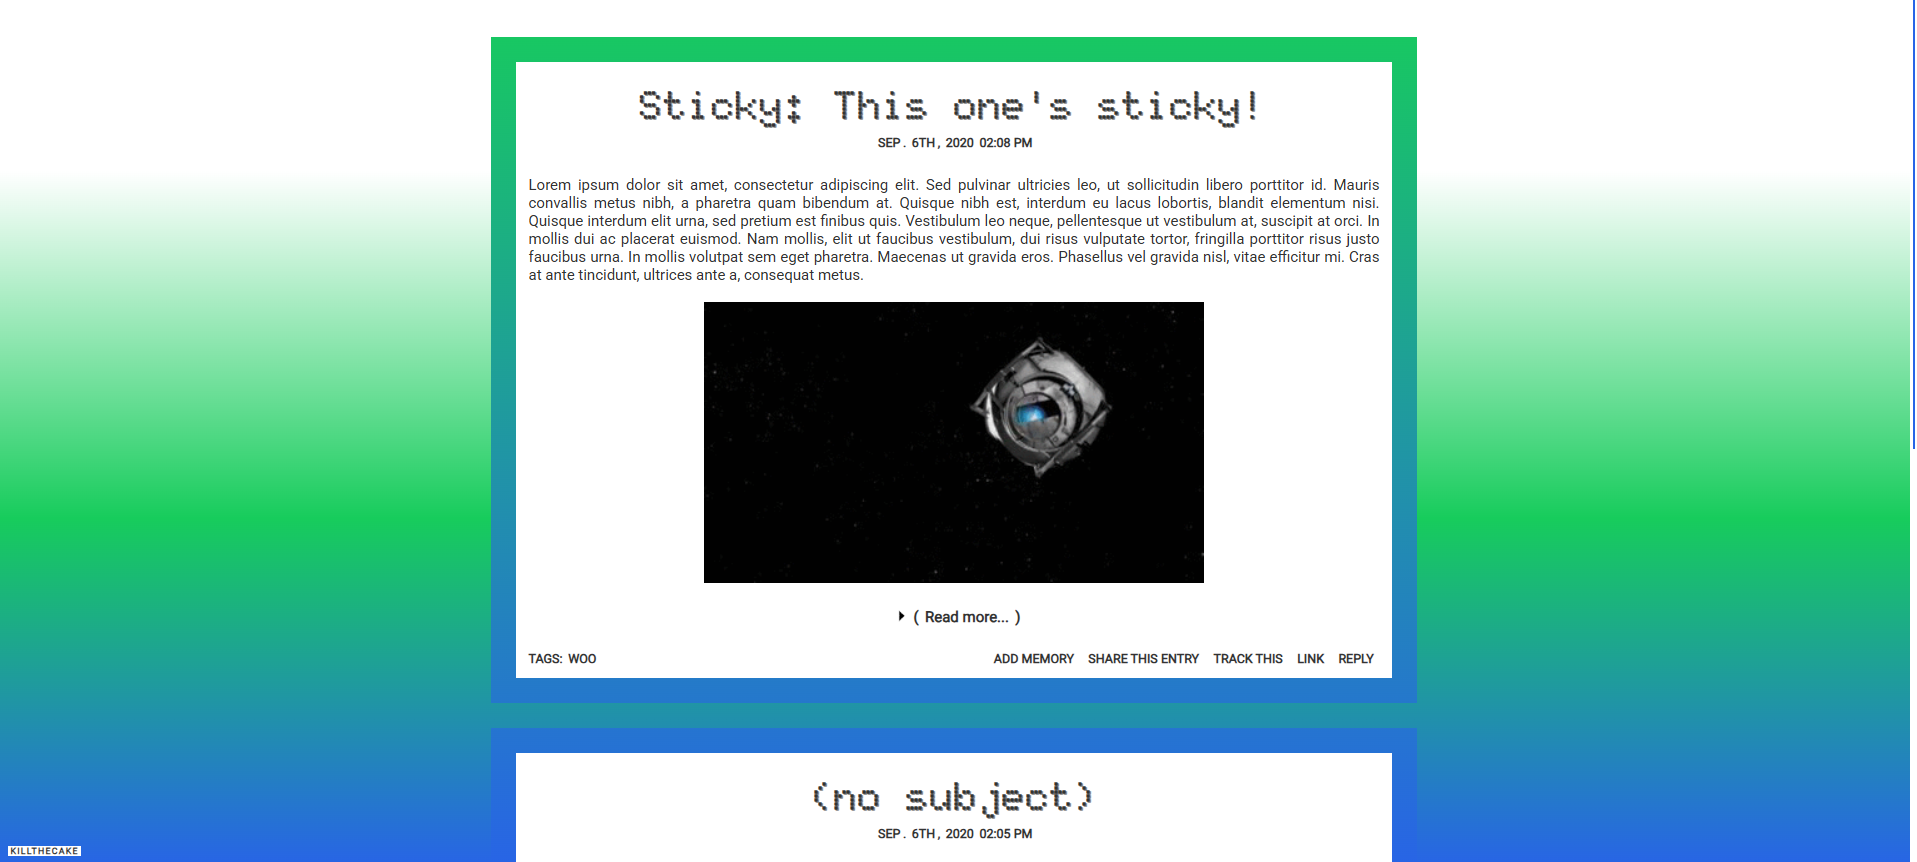 Sticky: This one's sticky!
SEP. 6TH, 2020 02:08 PM
Lorem ipsum dolor sit amet, consectetur adipiscing elit. Sed pulvinar ultricies leo, ut sollicitudin libero porttitor id. Mauris
convallis metus nibh, a pharetra quam bibendum at. Quisque nibh est, interdum eu lacus lobortis, blandit elementum nisi.
Quisque interdum elit urna, sed pretium est finibus quis. Vestibulum leo neque, pellentesque ut vestibulum at, suscipit at orci. In
mollis dui ac placerat euismod. Nam mollis, elit ut faucibus vestibulum, dui risus vulputate tortor, fringilla porttitor risus justo
faucibus urna. In mollis volutpat sem eget pharetra. Maecenas ut gravida eros. Phasellus vel gravida nisl, vitae efficitur mi. Cras
at ante tincidunt, ultrices ante a, consequat metus.
( Read more... )
TAGS: WOO ADD MEMORY SHARE THIS ENTRY TRACK THIS LINK REPLY
(no subject)
SEP. 6TH, 2020 02:05 PM
KILLTHECAKE